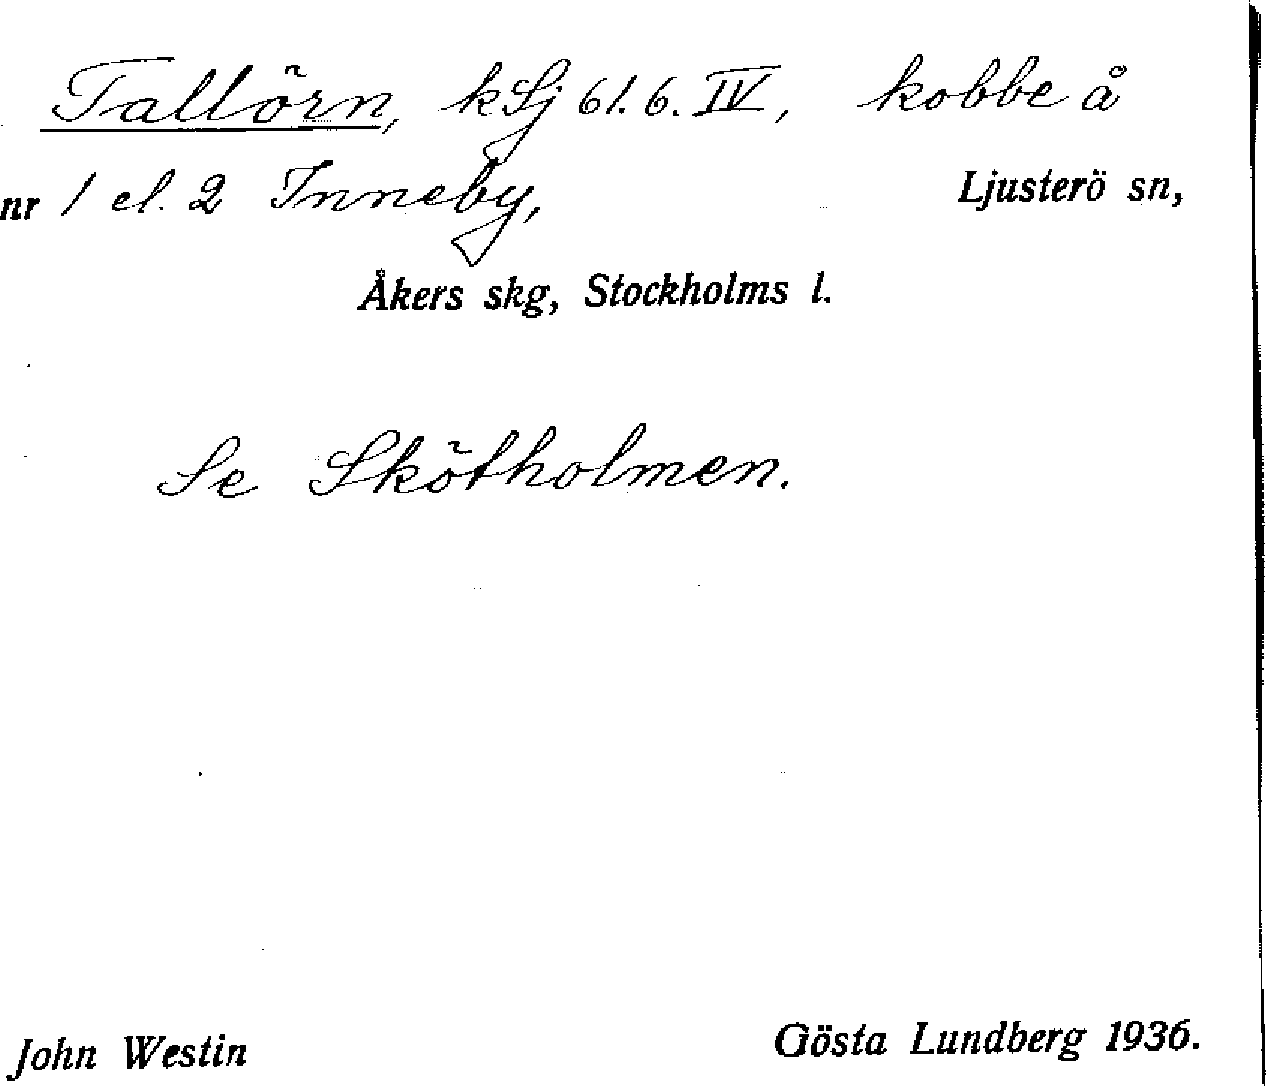 Tallörn, kSj 61.6.IV, kobbe å
nr 1 el. 2 Inneby, Ljusterö sn,
Åkers skg, Stockholms l.
Se Skötholmen.
John Westin Gösta Lundberg 1936.